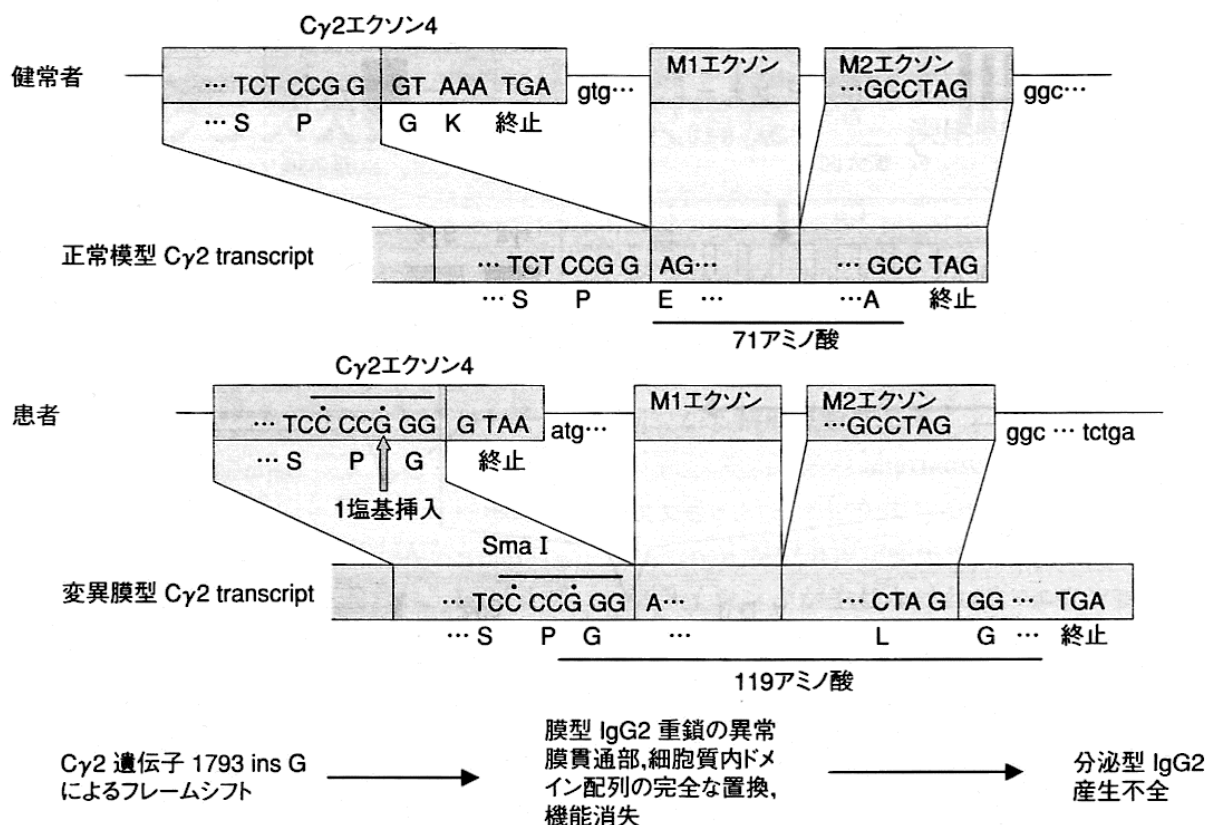 Cγ2エクソン4
健常者
M1エクソン
M2エクソン
… TCT CCG G GT AAA TGA gtg… …GCCTAG ggc…
… S P G K 終止
正常模型 Cγ2 transcript
… TCT CCG G AG… … GCC TAG
… S P E … …A 終止
71アミノ酸
Cγ2エクソン4
患者
M1エクソン
M2エクソン
… TCĊ CCĠ GG G TAA atg… …GCCTAG ggc … tctga
… S P G 終止
1塩基挿入
Sma I
変異膜型 Cγ2 transcript
… TCĊ CCĠ GG A… … CTA G GG … TGA
… S P G … L G … 終止
119アミノ酸
Cγ2 遺伝子 1793 ins G
によるフレームシフト
膜型 IgG2 重鎖の異常
膜貫通部,細胞質内ドメ
イン配列の完全な置換,
機能消失
分泌型 IgG2
産生不全